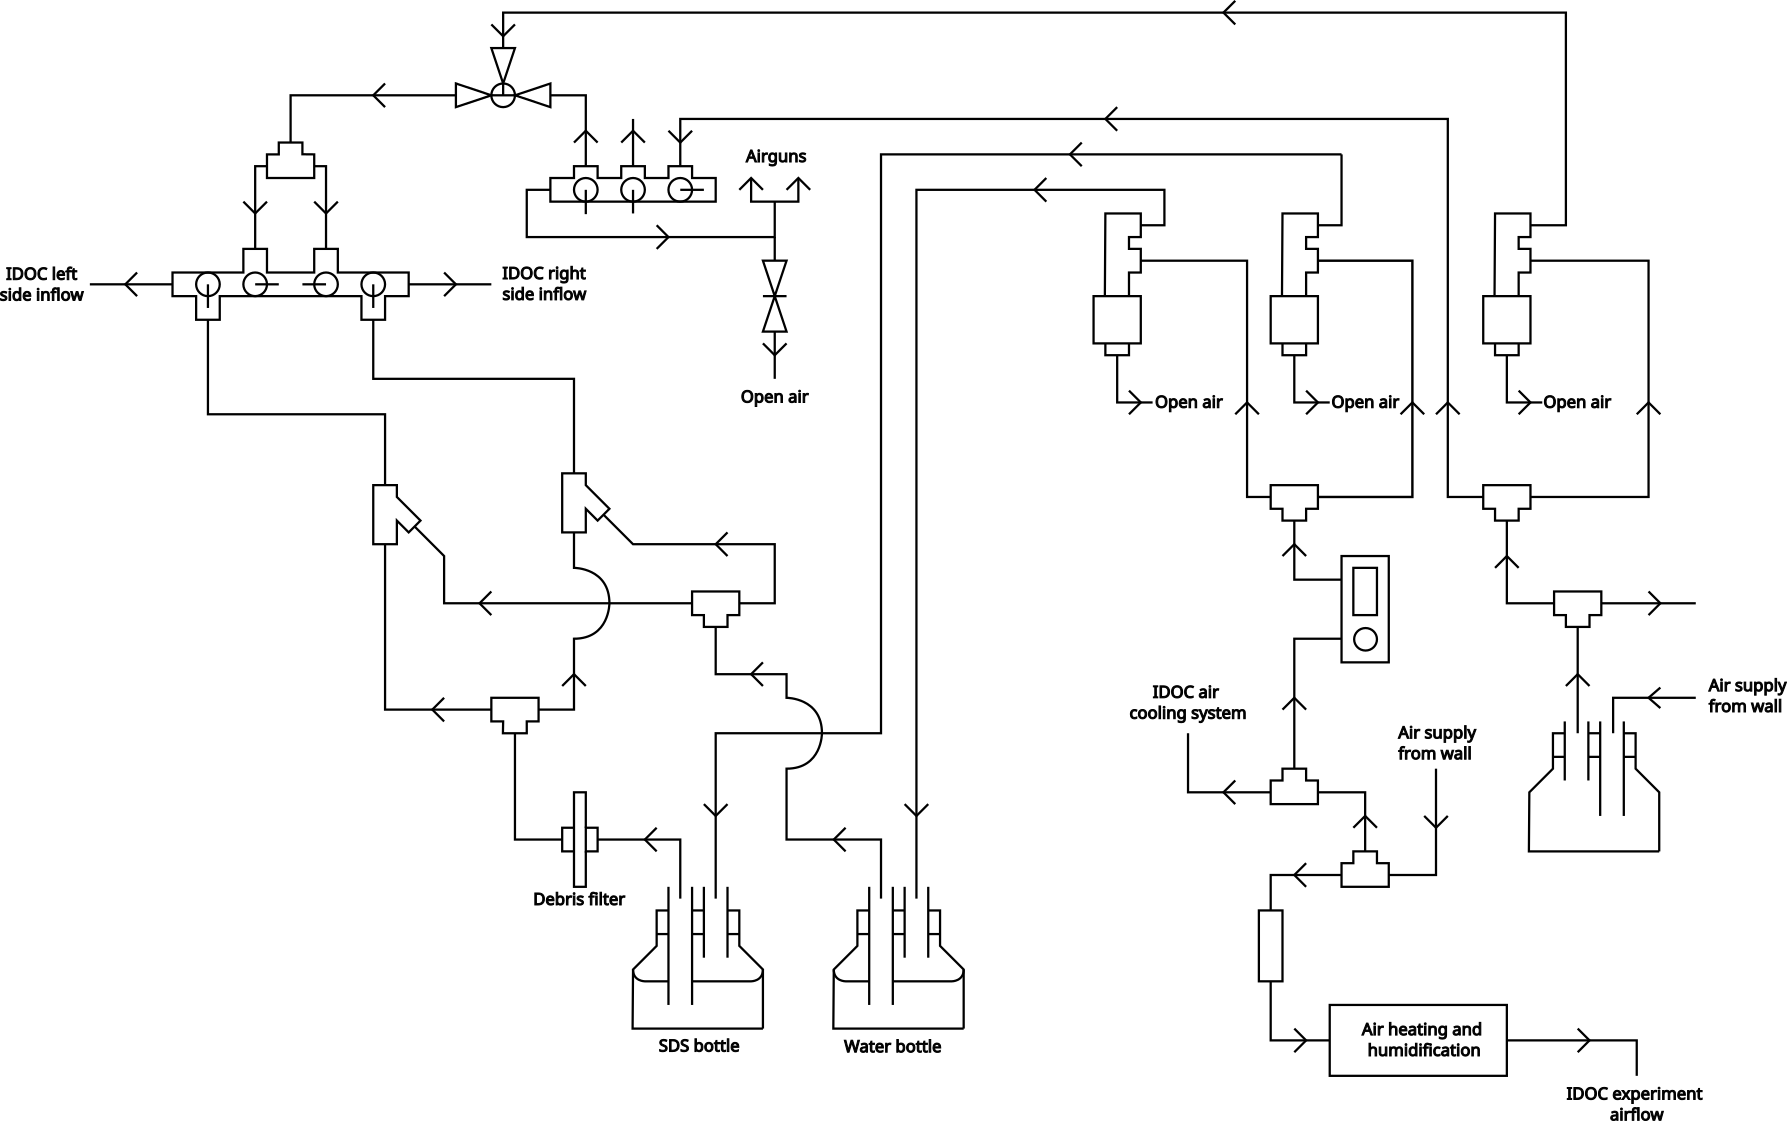 Airguns
IDOC left
side inflow
IDOC right
side inflow
Open air
Open air
Open air
Open air
IDOC air
cooling system
Air supply
from wall
Air supply
from wall
Debris filter
SDS bottle
Water bottle
Air heating and
humidification
IDOC experiment
airflow